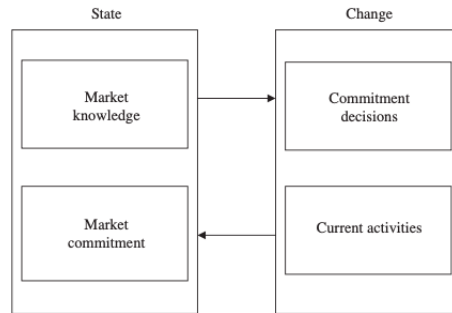 State
Change
Market
knowledge
Commitment
decisions
Market
commitment
Current activities